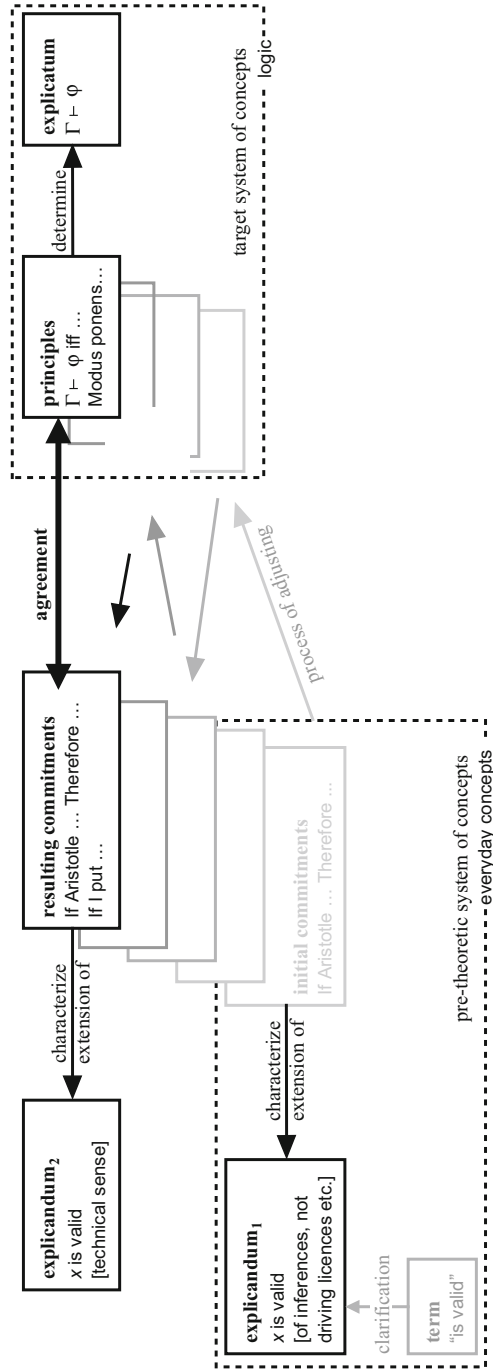 explicandum₂
x is valid
[technical sense]
characterize
extension of
resulting commitments
If Aristotle … Therefore …
If I put …
agreement
principles
Γ ⊢ φ iff …
Modus ponens…
determine
explicatum
Γ ⊢ φ
target system of concepts
logic
process of adjusting
initial commitments
If Aristotle … Therefore …
characterize
extension of
explicandum₁
x is valid
[of inferences, not
driving licences etc.]
clarification
term
"is valid"
pre-theoretic system of concepts
everyday concepts